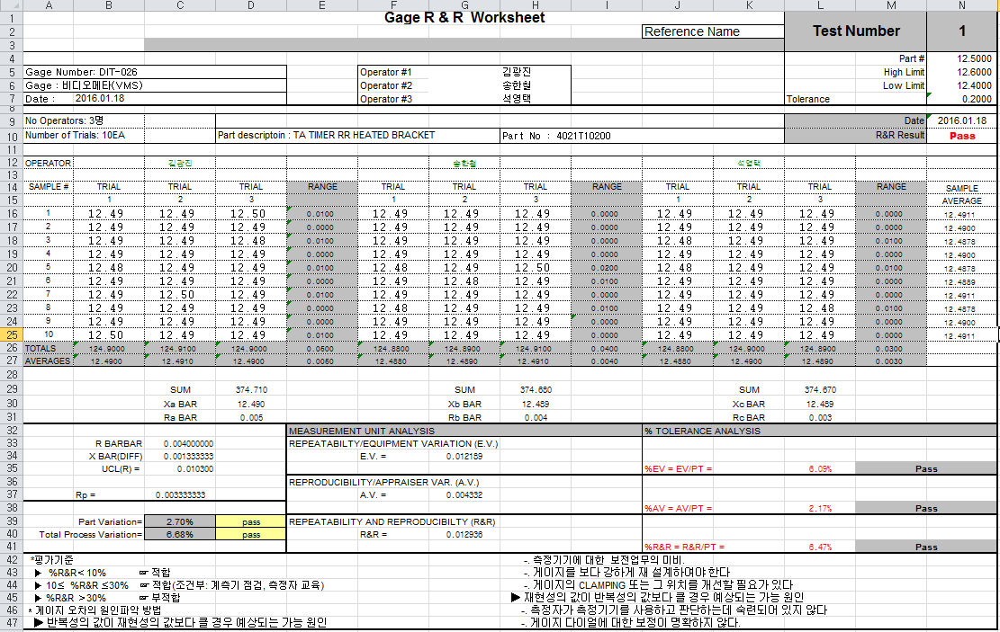 A B C D E F G H I J K L M N
1 Gage R & R Worksheet Test Number 1
2 Reference Name
3
4 Part # 12.5000
5 Gage Number: DIT-026 Operator #1 김광진 High Limit 12.6000
6 Gage : 비디오메타(VMS) Operator #2 송한철 Low Limit 12.4000
7 Date : 2016.01.18 Operator #3 석영택 Tolerance 0.2000
8
9 No Operators: 3명 Date 2016.01.18
10 Number of Trials: 10EA Part descriptoin : TA TIMER RR HEATED BRACKET Part No : 4021T10200 R&R Result Pass
11
12 OPERATOR 김광진 송한철 석영택
13
14 SAMPLE # TRIAL TRIAL TRIAL RANGE TRIAL TRIAL TRIAL RANGE TRIAL TRIAL TRIAL RANGE SAMPLE
15 1 2 3 1 2 3 1 2 3 AVERAGE
16 1 12.49 12.49 12.50 0.0100 12.49 12.49 12.49 0.0000 12.49 12.49 12.49 0.0000 12.4911
17 2 12.49 12.49 12.49 0.0000 12.49 12.49 12.49 0.0000 12.49 12.49 12.49 0.0000 12.4900
18 3 12.49 12.49 12.48 0.0100 12.49 12.49 12.49 0.0000 12.48 12.49 12.49 0.0100 12.4878
19 4 12.49 12.49 12.49 0.0000 12.49 12.49 12.49 0.0000 12.49 12.49 12.49 0.0000 12.4900
20 5 12.48 12.49 12.49 0.0100 12.48 12.49 12.50 0.0200 12.48 12.49 12.49 0.0100 12.4878
21 6 12.49 12.49 12.49 0.0000 12.49 12.48 12.49 0.0100 12.49 12.49 12.49 0.0000 12.4889
22 7 12.49 12.50 12.49 0.0100 12.49 12.49 12.49 0.0000 12.49 12.49 12.49 0.0000 12.4911
23 8 12.49 12.49 12.49 0.0000 12.48 12.49 12.49 0.0100 12.49 12.49 12.48 0.0100 12.4878
24 9 12.49 12.49 12.49 0.0000 12.49 12.49 12.49 0.0000 12.49 12.49 12.49 0.0000 12.4900
25 10 12.50 12.49 12.49 0.0100 12.49 12.49 12.49 0.0000 12.49 12.49 12.49 0.0000 12.4911
26 TOTALS 124.9000 124.9100 124.9000 0.0600 124.8800 124.8900 124.9100 0.0400 124.8800 124.9000 124.8900 0.0300
27 AVERAGES 12.4900 12.4910 12.4900 0.0060 12.4880 12.4890 12.4910 0.0040 12.4880 12.4900 12.4890 0.0030
28
29 SUM 374.710 SUM 374.680 SUM 374.670
30 Xa BAR 12.490 Xb BAR 12.489 Xc BAR 12.489
31 Ra BAR 0.005 Rb BAR 0.004 Rc BAR 0.003
32 MEASUREMENT UNIT ANALYSIS % TOLERANCE ANALYSIS
33 R BARBAR 0.004000000 REPEATABILTY/EQUIPMENT VARIATION (E.V.)
34 X BAR(DIFF) 0.001333333 E.V. = 0.012189
35 UCL(R) = 0.010300 %EV = EV/PT = 6.09% Pass
36 REPRODUCIBILITY/APPRAISER VAR. (A.V.)
37 Rp = 0.003333333 A.V. = 0.004332
38 %AV = AV/PT = 2.17% Pass
39 Part Variation= 2.70% pass REPEATABILITY AND REPRODUCIBILTY (R&R)
40 Total Process Variation= 6.68% pass R&R = 0.012936
41 %R&R = R&R/PT = 6.47% Pass
42 *평가기준 -. 측정기기에 대한 보전업무의 미비.
43 ▶ %R&R< 10% ☞ 적합 -. 게이지를 보다 강하게 재 설계하며야 한다
44 ▶ 10≤ %R&R ≤30% ☞ 적합(조건부: 계측기 점검, 측정자 교육) -. 게이지의 CLAMPING 또는 그 위치를 개선할 필요가 있다
45 ▶ %R&R >30% ☞ 부적합 ▶ 재현성의 값이 반복성의 값보다 클 경우 예상되는 가능 원인
46 * 게이지 오차의 원인파악 방법 -. 측정자가 측정기기를 사용하고 판단하는데 숙련되어 있지 않다
47 ▶ 반복성의 값이 재현성의 값보다 클 경우 예상되는 가능 원인 -. 게이지 다이얼에 대한 보정이 명확하지 않다.